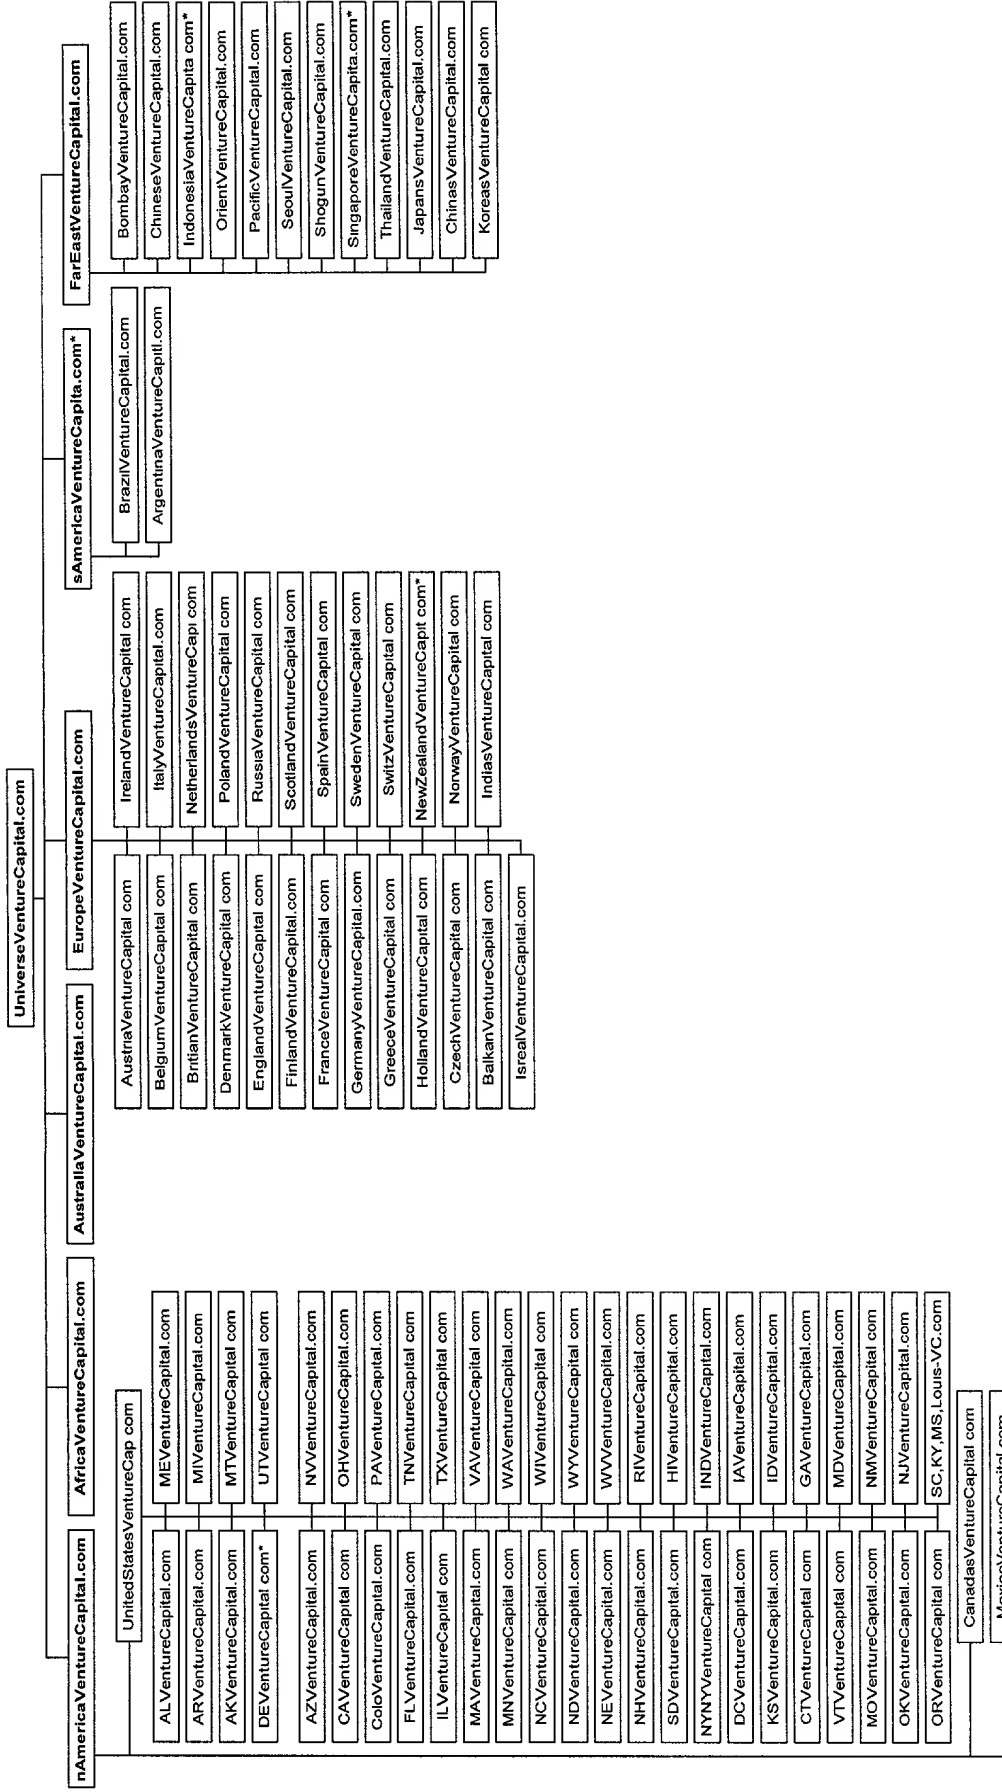 UniverseVentureCapital.com
nAmericaVentureCapital.com
AfricaVentureCapital.com
AustraliaVentureCapital.com
EuropeVentureCapital.com
sAmericaVentureCapita.com*
FarEastVentureCapital.com
UnitedStatesVentureCap com
ALVentureCapital.com
MEVentureCapital.com
ARVentureCapital.com
MIVentureCapital.com
AKVentureCapital.com
MTVentureCapital com
DEVentureCapital com*
UTVentureCapital com
AZVentureCapital.com
NVVentureCapital.com
CAVentureCapital.com
OHVentureCapital.com
ColoVentureCapital.com
PAVentureCapital.com
FLVentureCapital.com
TNVentureCapital.com
ILVentureCapital com
TXVentureCapital.com
MAVentureCapital.com
VAVentureCapital.com
MNVentureCapital com
WAVentureCapital.com
NCVentureCapital.com
WIVentureCapital com
NDVentureCapital.com
WYVentureCapital com
NEVentureCapital.com
WVVentureCapital com
NHVentureCapital.com
RIVentureCapital com
SDVentureCapital.com
HIVentureCapital.com
NYNYVentureCapital com
INDVentureCapital.com
DCVentureCapital.com
IAVentureCapital.com
KSVentureCapital.com
IDVentureCapital.com
CTVentureCapital.com
GAVentureCapital com
VTVentureCapital com
MDVentureCapital.com
MOVentureCapital.com
NMVentureCapital com
OKVentureCapital.com
NJVentureCapital.com
ORVentureCapital com
SC,KY,MS,Louis-VC.com
CanadasVentureCapital com
MexicoVentureCapital.com
AustriaVentureCapital com
IrelandVentureCapital com
BelgiumVentureCapital com
ItalyVentureCapital.com
BritianVentureCapital com
NetherlandsVentureCapi com
DenmarkVentureCapital com
PolandVentureCapital com
EnglandVentureCapital com
RussiaVentureCapital com
FinlandVentureCapital.com
ScotlandVentureCapital com
FranceVentureCapital com
SpainVentureCapital com
GermanyVentureCapital.com
SwedenVentureCapital com
GreeceVentureCapital com
SwitzVentureCapital com
HollandVentureCapital com
NewZealandVentureCapit com*
CzechVentureCapital com
NorwayVentureCapital com
BalkanVentureCapital com
IndiasVentureCapital com
IsrealVentureCapital.com
BrazilVentureCapital.com
ArgentinaVentureCapitl.com
BombayVentureCapital.com
ChineseVentureCapital.com
IndonesiaVentureCapita com*
OrientVentureCapital.com
PacificVentureCapital.com
SeoulVentureCapital.com
ShogunVentureCapital.com
SingaporeVentureCapita.com*
ThailandVentureCapital.com
JapansVentureCapital.com
ChinasVentureCapital.com
KoreasVentureCapital com